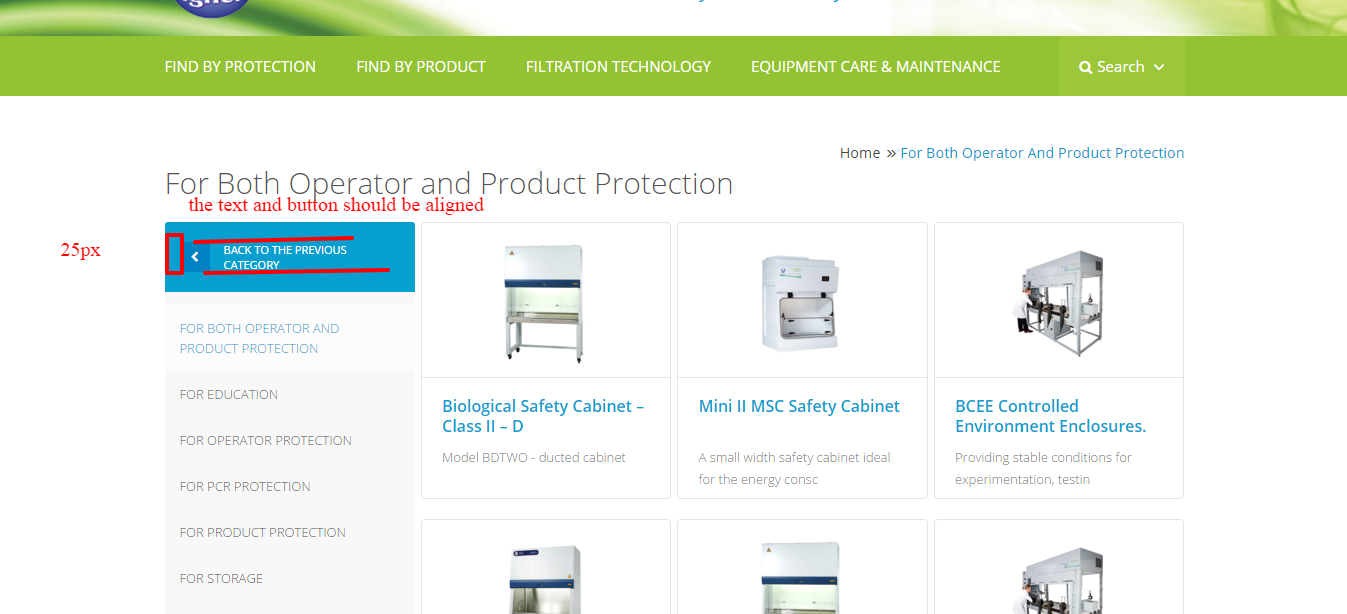 FIND BY PROTECTION FIND BY PRODUCT FILTRATION TECHNOLOGY EQUIPMENT CARE & MAINTENANCE Search
Home » For Both Operator And Product Protection
For Both Operator and Product Protection
the text and button should be aligned
25px
BACK TO THE PREVIOUS
CATEGORY
FOR BOTH OPERATOR AND
PRODUCT PROTECTION
FOR EDUCATION
FOR OPERATOR PROTECTION
FOR PCR PROTECTION
FOR PRODUCT PROTECTION
FOR STORAGE
Biological Safety Cabinet –
Class II – D
Model BDTWO - ducted cabinet
Mini II MSC Safety Cabinet
A small width safety cabinet ideal
for the energy consc
BCEE Controlled
Environment Enclosures.
Providing stable conditions for
experimentation, testin